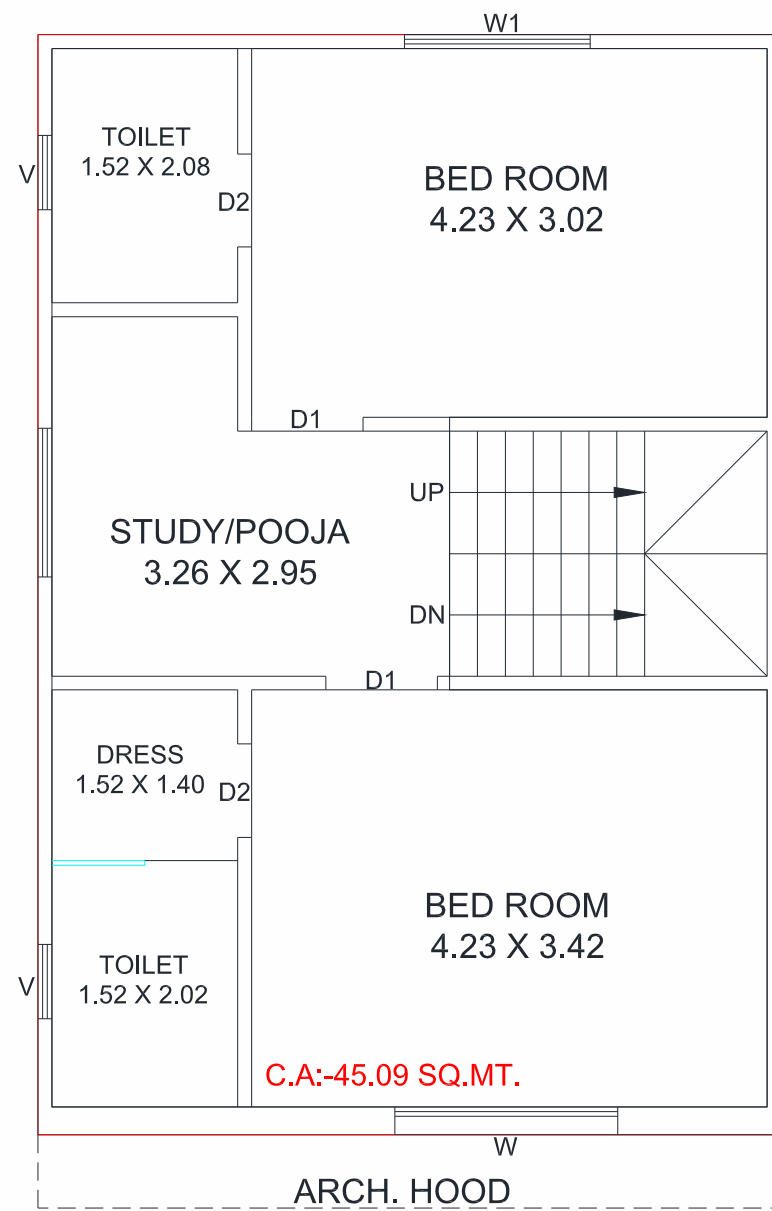 W1
TOILET
1.52 X 2.08
V
D2
BED ROOM
4.23 X 3.02
D1
UP
STUDY/POOJA
3.26 X 2.95
DN
D1
DRESS
1.52 X 1.40
D2
BED ROOM
4.23 X 3.42
TOILET
1.52 X 2.02
V
C.A:-45.09 SQ.MT.
W
ARCH. HOOD